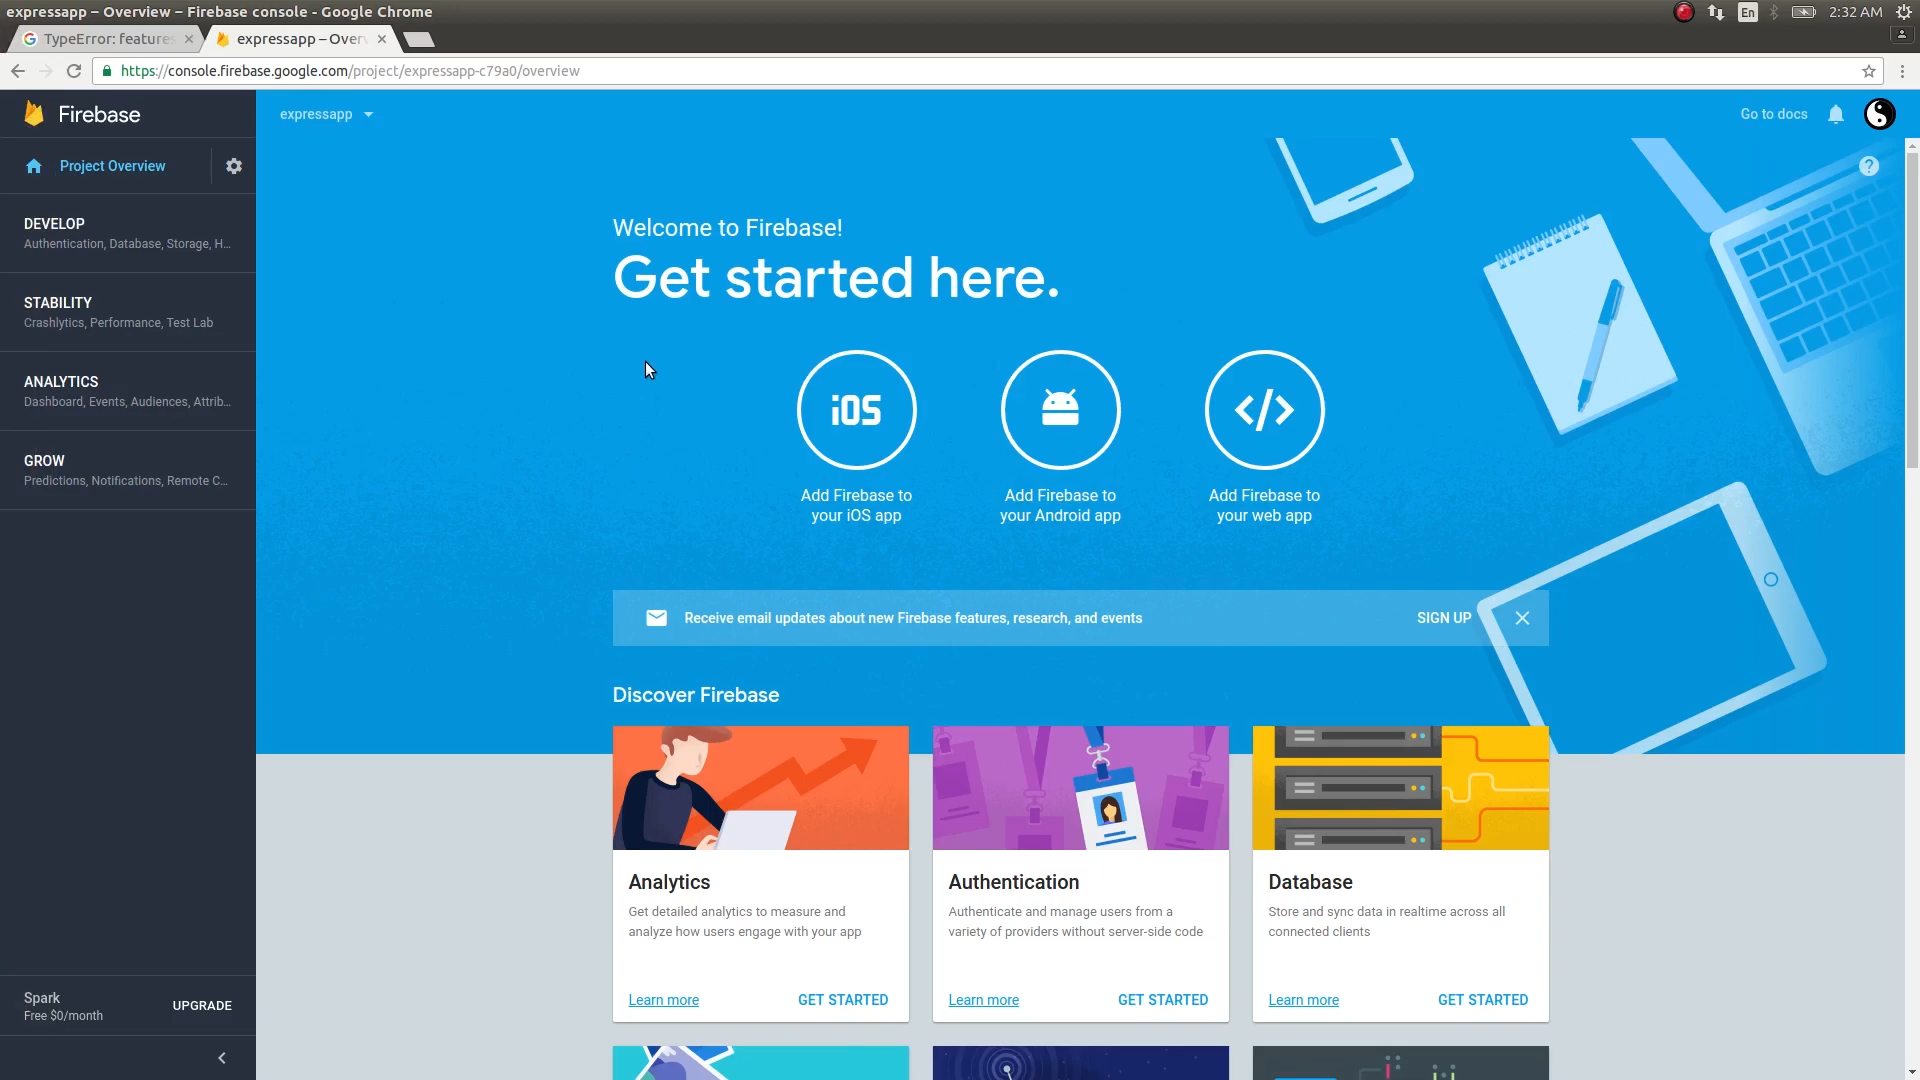 expressapp – Overview – Firebase console - Google Chrome
En
2:32 AM
TypeError: features
expressapp – Over
https://console.firebase.google.com/project/expressapp-c79a0/overview
Firebase
expressapp
Go to docs
Project Overview
DEVELOP
Authentication, Database, Storage, H...
STABILITY
Crashlytics, Performance, Test Lab
ANALYTICS
Dashboard, Events, Audiences, Attrib...
GROW
Predictions, Notifications, Remote C...
Spark
Free $0/month
UPGRADE
Welcome to Firebase!
Get started here.
iOS
Add Firebase to
your iOS app
Add Firebase to
your Android app
Add Firebase to
your web app
Receive email updates about new Firebase features, research, and events
SIGN UP
Discover Firebase
Analytics
Get detailed analytics to measure and
analyze how users engage with your app
Learn more
GET STARTED
Authentication
Authenticate and manage users from a
variety of providers without server-side code
Learn more
GET STARTED
Database
Store and sync data in realtime across all
connected clients
Learn more
GET STARTED